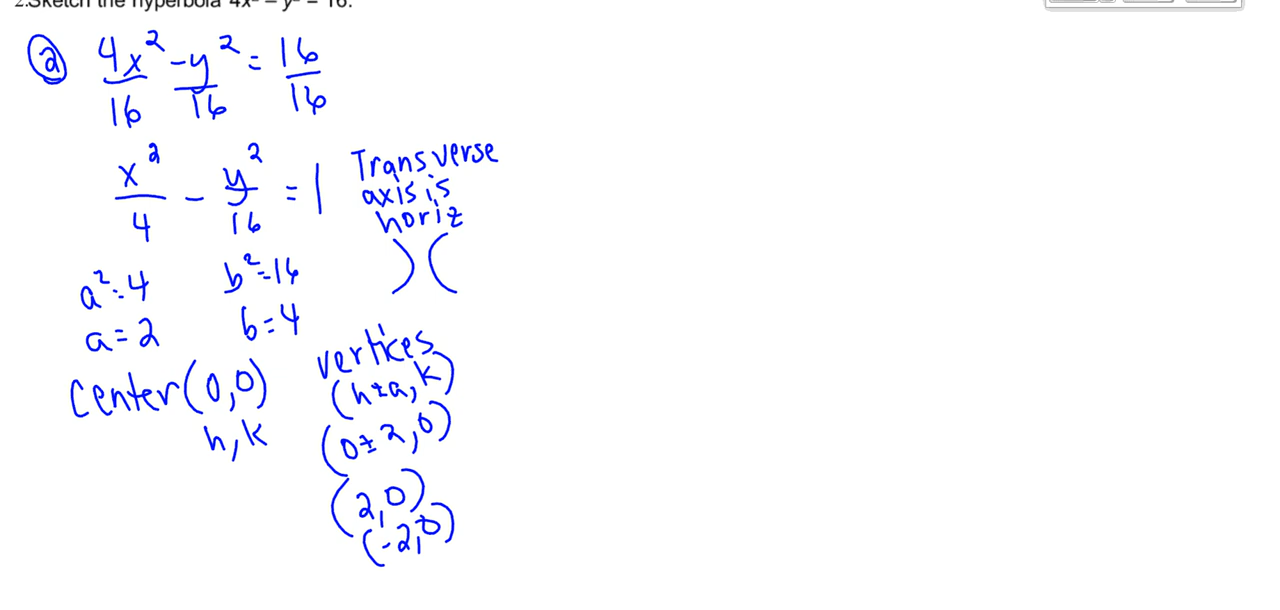 2.Sketch the hyperbola 4x² – y² = 16.
② 4x²/16 - y²/16 = 16/16
x²/4 - y²/16 = 1
Transverse
axis is
horiz
)(
a²=4 b²=16
a=2 b=4
Center (0,0)
h,k
vertices
(h±a,k)
(0±2,0)
(2,0)
(-2,0)